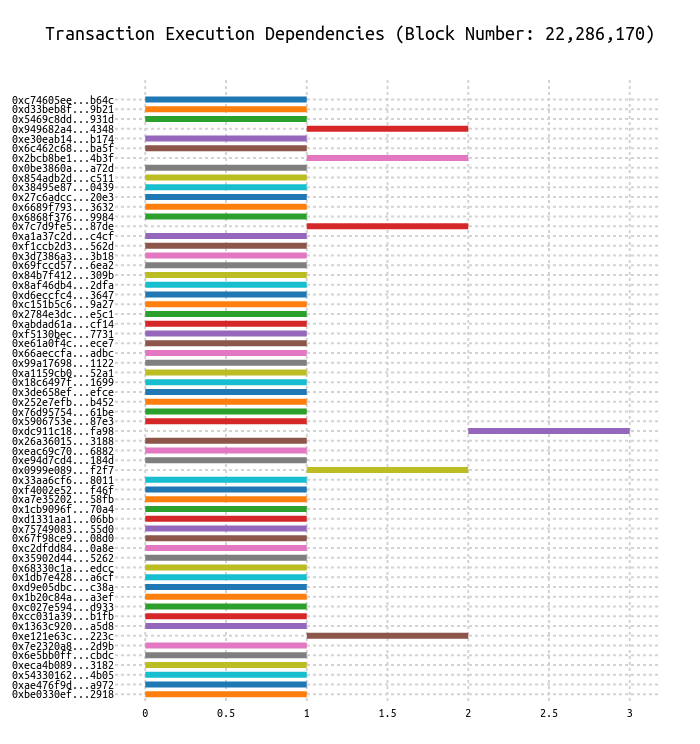 Transaction Execution Dependencies (Block Number: 22,286,170)
0xc74605ee...b64c
0xd33beb8f...9b21
0x5469c8dd...931d
0x949682a4...4348
0xe30eab14...b174
0x6c462c68...ba5f
0x2bcb8be1...4b3f
0x0be3860a...a72d
0x854adb2d...c511
0x38495e87...0439
0x27c6adcc...20e3
0x6689f793...3632
0x6868f376...9984
0x7c7d9fe5...87de
0xa1a37c2d...c4cf
0xf1ccb2d3...562d
0x3d7386a3...3b18
0x69fccd57...6ea2
0x84b7f412...309b
0x8af46db4...2dfa
0xd6eccfc4...3647
0xc151b5c6...9a27
0x2784e3dc...e5c1
0xabdad61a...cf14
0xf5130bec...7731
0xe61a0f4c...ece7
0x66aeccfa...adbc
0x99a17698...1122
0xa1159cb0...52a1
0x18c6497f...1699
0x3de658ef...efce
0x252e7efb...b452
0x76d95754...61be
0x5906753e...87e3
0xdc911c18...fa98
0x26a36015...3188
0xeac69c70...6882
0xe94d7cd4...184d
0x0999e089...f2f7
0x33aa6cf6...8011
0xf4002e52...f46f
0xa7e35202...58fb
0x1cb9096f...70a4
0xd1331aa1...06bb
0x75749083...55d0
0x67f98ce9...08d0
0xc2dfdd84...0a8e
0x35902d44...5262
0x68330c1a...edcc
0x1db7e428...a6cf
0xd9e05dbc...c38a
0x1b20c84a...a3ef
0xc027e594...d933
0xcc031a39...b1fb
0x1363c920...a5d8
0xe121e63c...223c
0x7e2320a8...2d9b
0x6e5bb0ff...cbdc
0xeca4b089...3182
0x54330162...4b05
0xae476f9d...a972
0xbe0330ef...2918
0 0.5 1 1.5 2 2.5 3